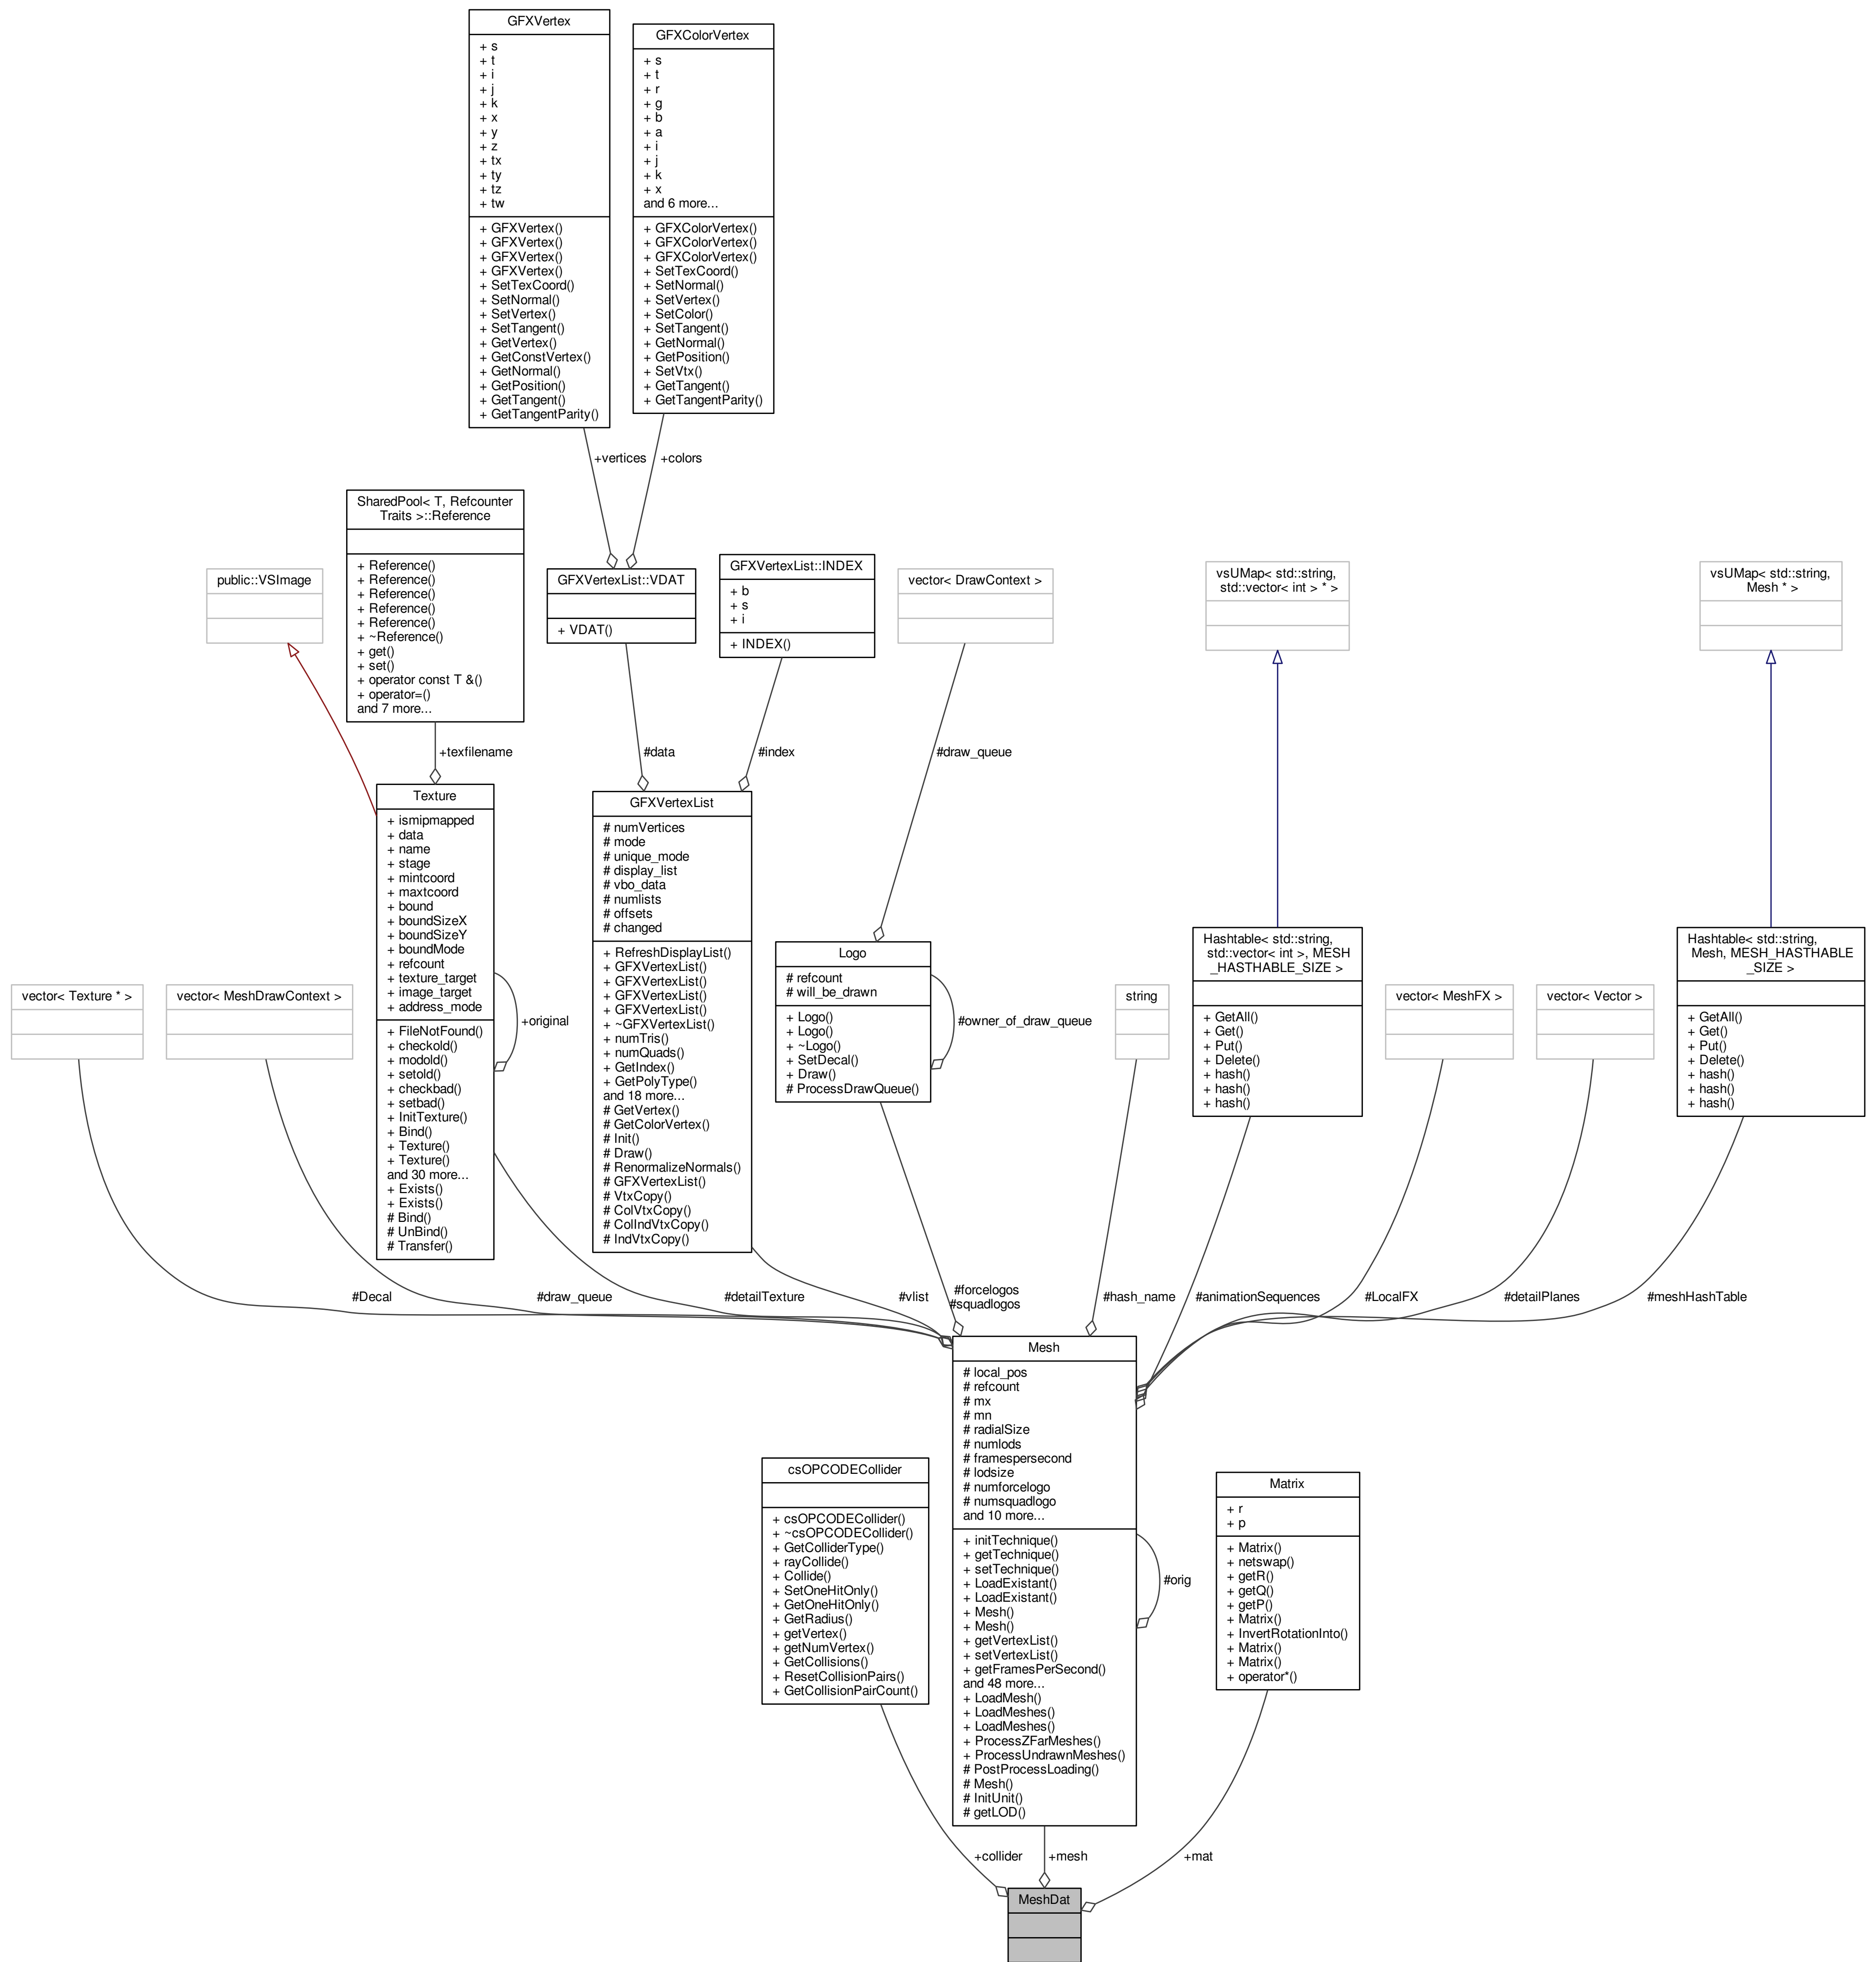 GFXVertex
+ s
+ t
+ i
+ j
+ k
+ x
+ y
+ z
+ tx
+ ty
+ tz
+ tw
+ GFXVertex()
+ GFXVertex()
+ GFXVertex()
+ GFXVertex()
+ SetTexCoord()
+ SetNormal()
+ SetVertex()
+ SetTangent()
+ GetVertex()
+ GetConstVertex()
+ GetNormal()
+ GetPosition()
+ GetTangent()
+ GetTangentParity()
GFXColorVertex
+ s
+ t
+ r
+ g
+ b
+ a
+ i
+ j
+ k
+ x
and 6 more...
+ GFXColorVertex()
+ GFXColorVertex()
+ GFXColorVertex()
+ SetTexCoord()
+ SetNormal()
+ SetVertex()
+ SetColor()
+ SetTangent()
+ GetNormal()
+ GetPosition()
+ SetVtx()
+ GetTangent()
+ GetTangentParity()
+vertices
+colors
public::VSImage
SharedPool< T, Refcounter
Traits >::Reference
+ Reference()
+ Reference()
+ Reference()
+ Reference()
+ Reference()
+ ~Reference()
+ get()
+ set()
+ operator const T &()
+ operator=()
and 7 more...
GFXVertexList::VDAT
+ VDAT()
GFXVertexList::INDEX
+ b
+ s
+ i
+ INDEX()
vector< DrawContext >
vsUMap< std::string,
std::vector< int > * >
vsUMap< std::string,
Mesh * >
+texfilename
#data
#index
#draw_queue
vector< Texture * >
vector< MeshDrawContext >
Texture
+ ismipmapped
+ data
+ name
+ stage
+ mintcoord
+ maxtcoord
+ bound
+ boundSizeX
+ boundSizeY
+ boundMode
+ refcount
+ texture_target
+ image_target
+ address_mode
+ FileNotFound()
+ checkold()
+ modold()
+ setold()
+ checkbad()
+ setbad()
+ InitTexture()
+ Bind()
+ Texture()
+ Texture()
and 30 more...
+ Exists()
+ Exists()
# Bind()
# UnBind()
# Transfer()
+original
GFXVertexList
# numVertices
# mode
# unique_mode
# display_list
# vbo_data
# numlists
# offsets
# changed
+ RefreshDisplayList()
+ GFXVertexList()
+ GFXVertexList()
+ GFXVertexList()
+ GFXVertexList()
+ ~GFXVertexList()
+ numTris()
+ numQuads()
+ GetIndex()
+ GetPolyType()
and 18 more...
# GetVertex()
# GetColorVertex()
# Init()
# Draw()
# RenormalizeNormals()
# GFXVertexList()
# VtxCopy()
# ColVtxCopy()
# ColIndVtxCopy()
# IndVtxCopy()
Logo
# refcount
# will_be_drawn
+ Logo()
+ Logo()
+ ~Logo()
+ SetDecal()
+ Draw()
# ProcessDrawQueue()
#owner_of_draw_queue
string
Hashtable< std::string,
std::vector< int >, MESH
_HASTHABLE_SIZE >
+ GetAll()
+ Get()
+ Put()
+ Delete()
+ hash()
+ hash()
+ hash()
vector< MeshFX >
vector< Vector >
Hashtable< std::string,
Mesh, MESH_HASTHABLE
_SIZE >
+ GetAll()
+ Get()
+ Put()
+ Delete()
+ hash()
+ hash()
+ hash()
#Decal
#draw_queue
#detailTexture
#vlist
#forcelogos
#squadlogos
#hash_name
#animationSequences
#LocalFX
#detailPlanes
#meshHashTable
Mesh
# local_pos
# refcount
# mx
# mn
# radialSize
# numlods
# framespersecond
# lodsize
# numforcelogo
# numsquadlogo
and 10 more...
+ initTechnique()
+ getTechnique()
+ setTechnique()
+ LoadExistant()
+ LoadExistant()
+ Mesh()
+ Mesh()
+ getVertexList()
+ setVertexList()
+ getFramesPerSecond()
and 48 more...
+ LoadMesh()
+ LoadMeshes()
+ LoadMeshes()
+ ProcessZFarMeshes()
+ ProcessUndrawnMeshes()
# PostProcessLoading()
# Mesh()
# InitUnit()
# getLOD()
#orig
csOPCODECollider
+ csOPCODECollider()
+ ~csOPCODECollider()
+ GetColliderType()
+ rayCollide()
+ Collide()
+ SetOneHitOnly()
+ GetOneHitOnly()
+ GetRadius()
+ getVertex()
+ getNumVertex()
+ GetCollisions()
+ ResetCollisionPairs()
+ GetCollisionPairCount()
Matrix
+ r
+ p
+ Matrix()
+ netswap()
+ getR()
+ getQ()
+ getP()
+ Matrix()
+ InvertRotationInto()
+ Matrix()
+ Matrix()
+ operator*()
+collider
+mesh
+mat
MeshDat